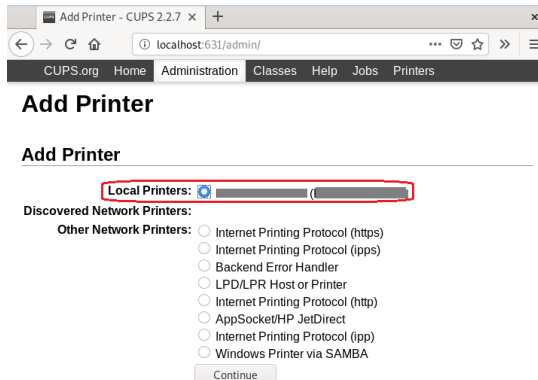 Add Printer - CUPS 2.2.7
localhost:631/admin/
CUPS.org Home Administration Classes Help Jobs Printers
Add Printer
Add Printer
Local Printers:
Discovered Network Printers:
Other Network Printers:
Internet Printing Protocol (https)
Internet Printing Protocol (ipps)
Backend Error Handler
LPD/LPR Host or Printer
Internet Printing Protocol (http)
AppSocket/HP JetDirect
Internet Printing Protocol (ipp)
Windows Printer via SAMBA
Continue